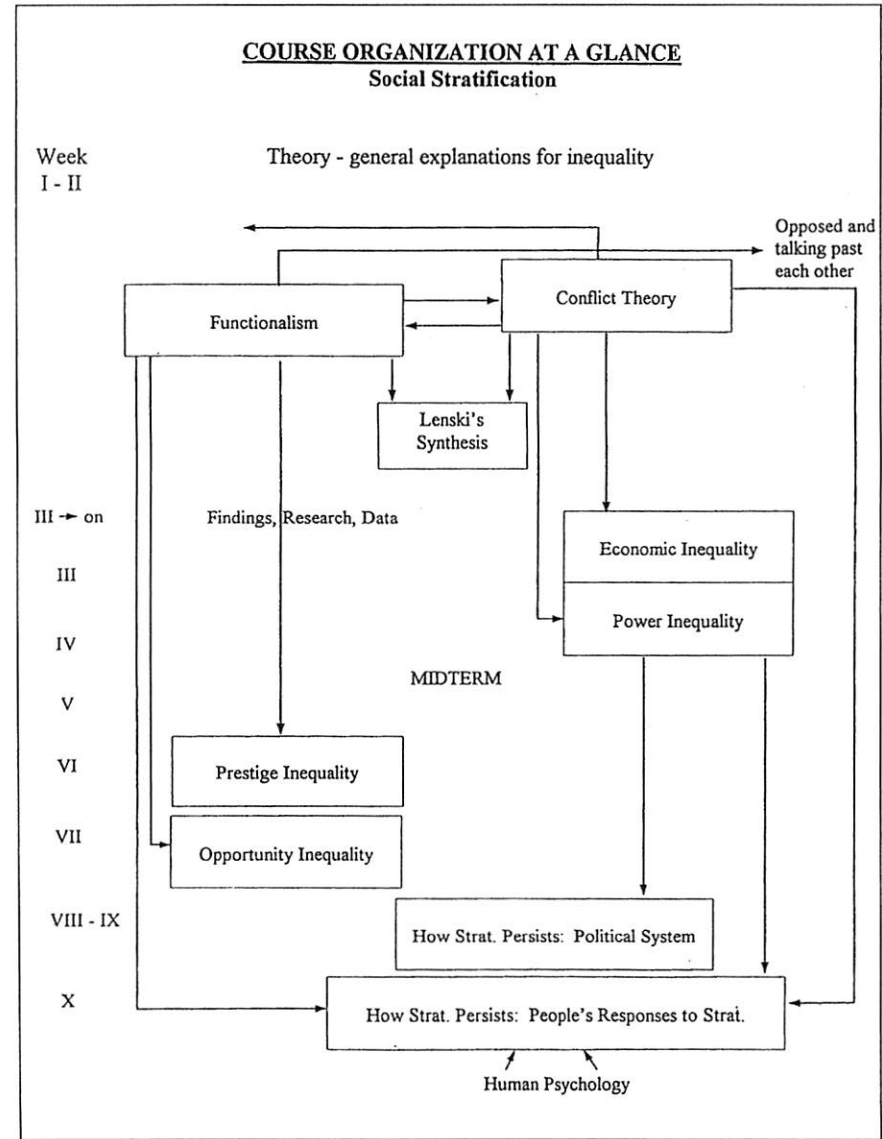 COURSE ORGANIZATION AT A GLANCE
Social Stratification
Week
I - II
Theory - general explanations for inequality
Opposed and
talking past
each other
Conflict Theory
Functionalism
Lenski's
Synthesis
III → on
Findings, Research, Data
Economic Inequality
III
Power Inequality
IV
MIDTERM
V
VI
Prestige Inequality
VII
Opportunity Inequality
VIII - IX
How Strat. Persists: Political System
X
How Strat. Persists: People's Responses to Strat.
Human Psychology